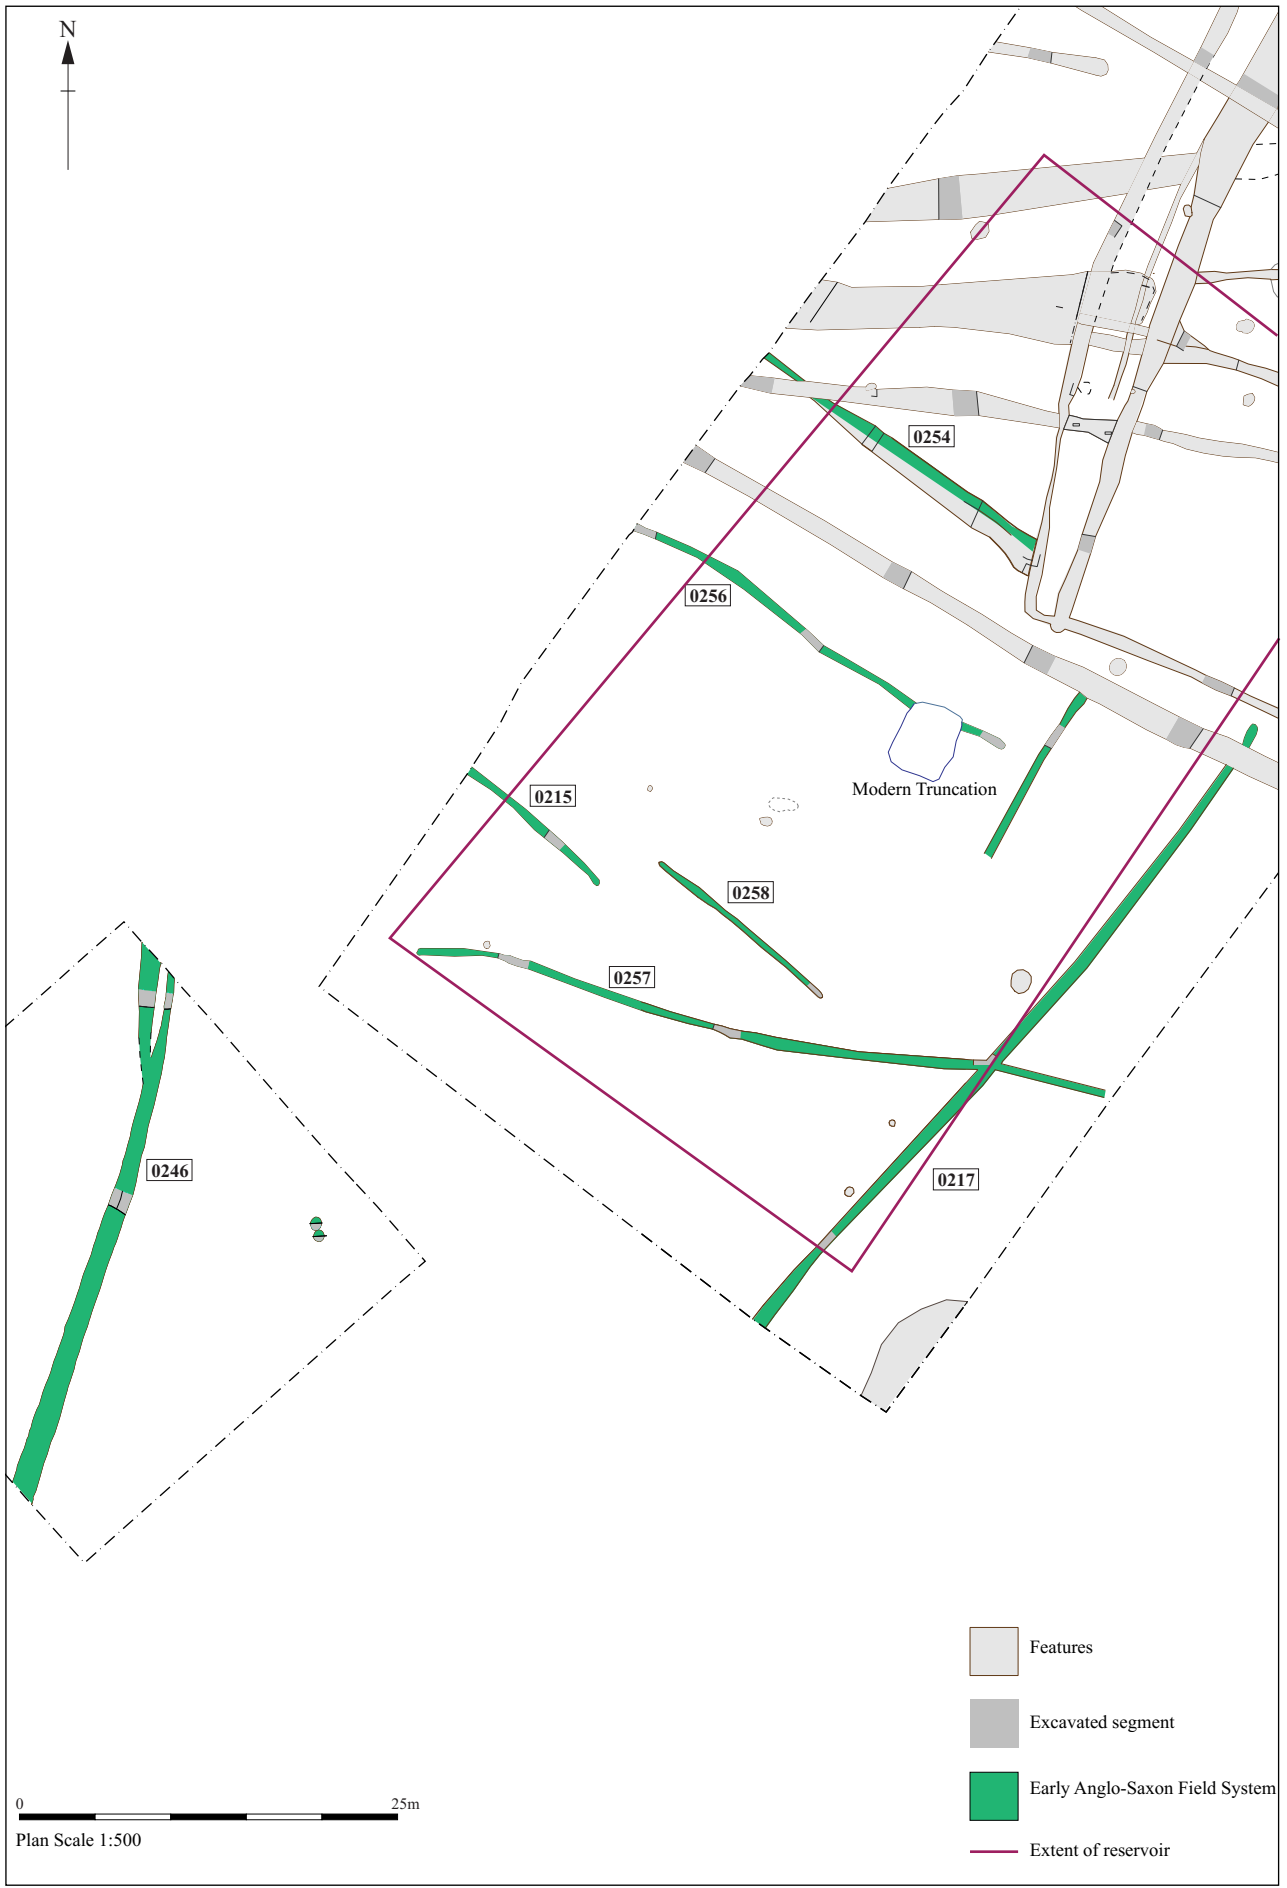 N
0254
0256
Modern Truncation
0215
0258
0257
0246
0217
Features
Excavated segment
Early Anglo-Saxon Field System
Extent of reservoir
0 25m
Plan Scale 1:500